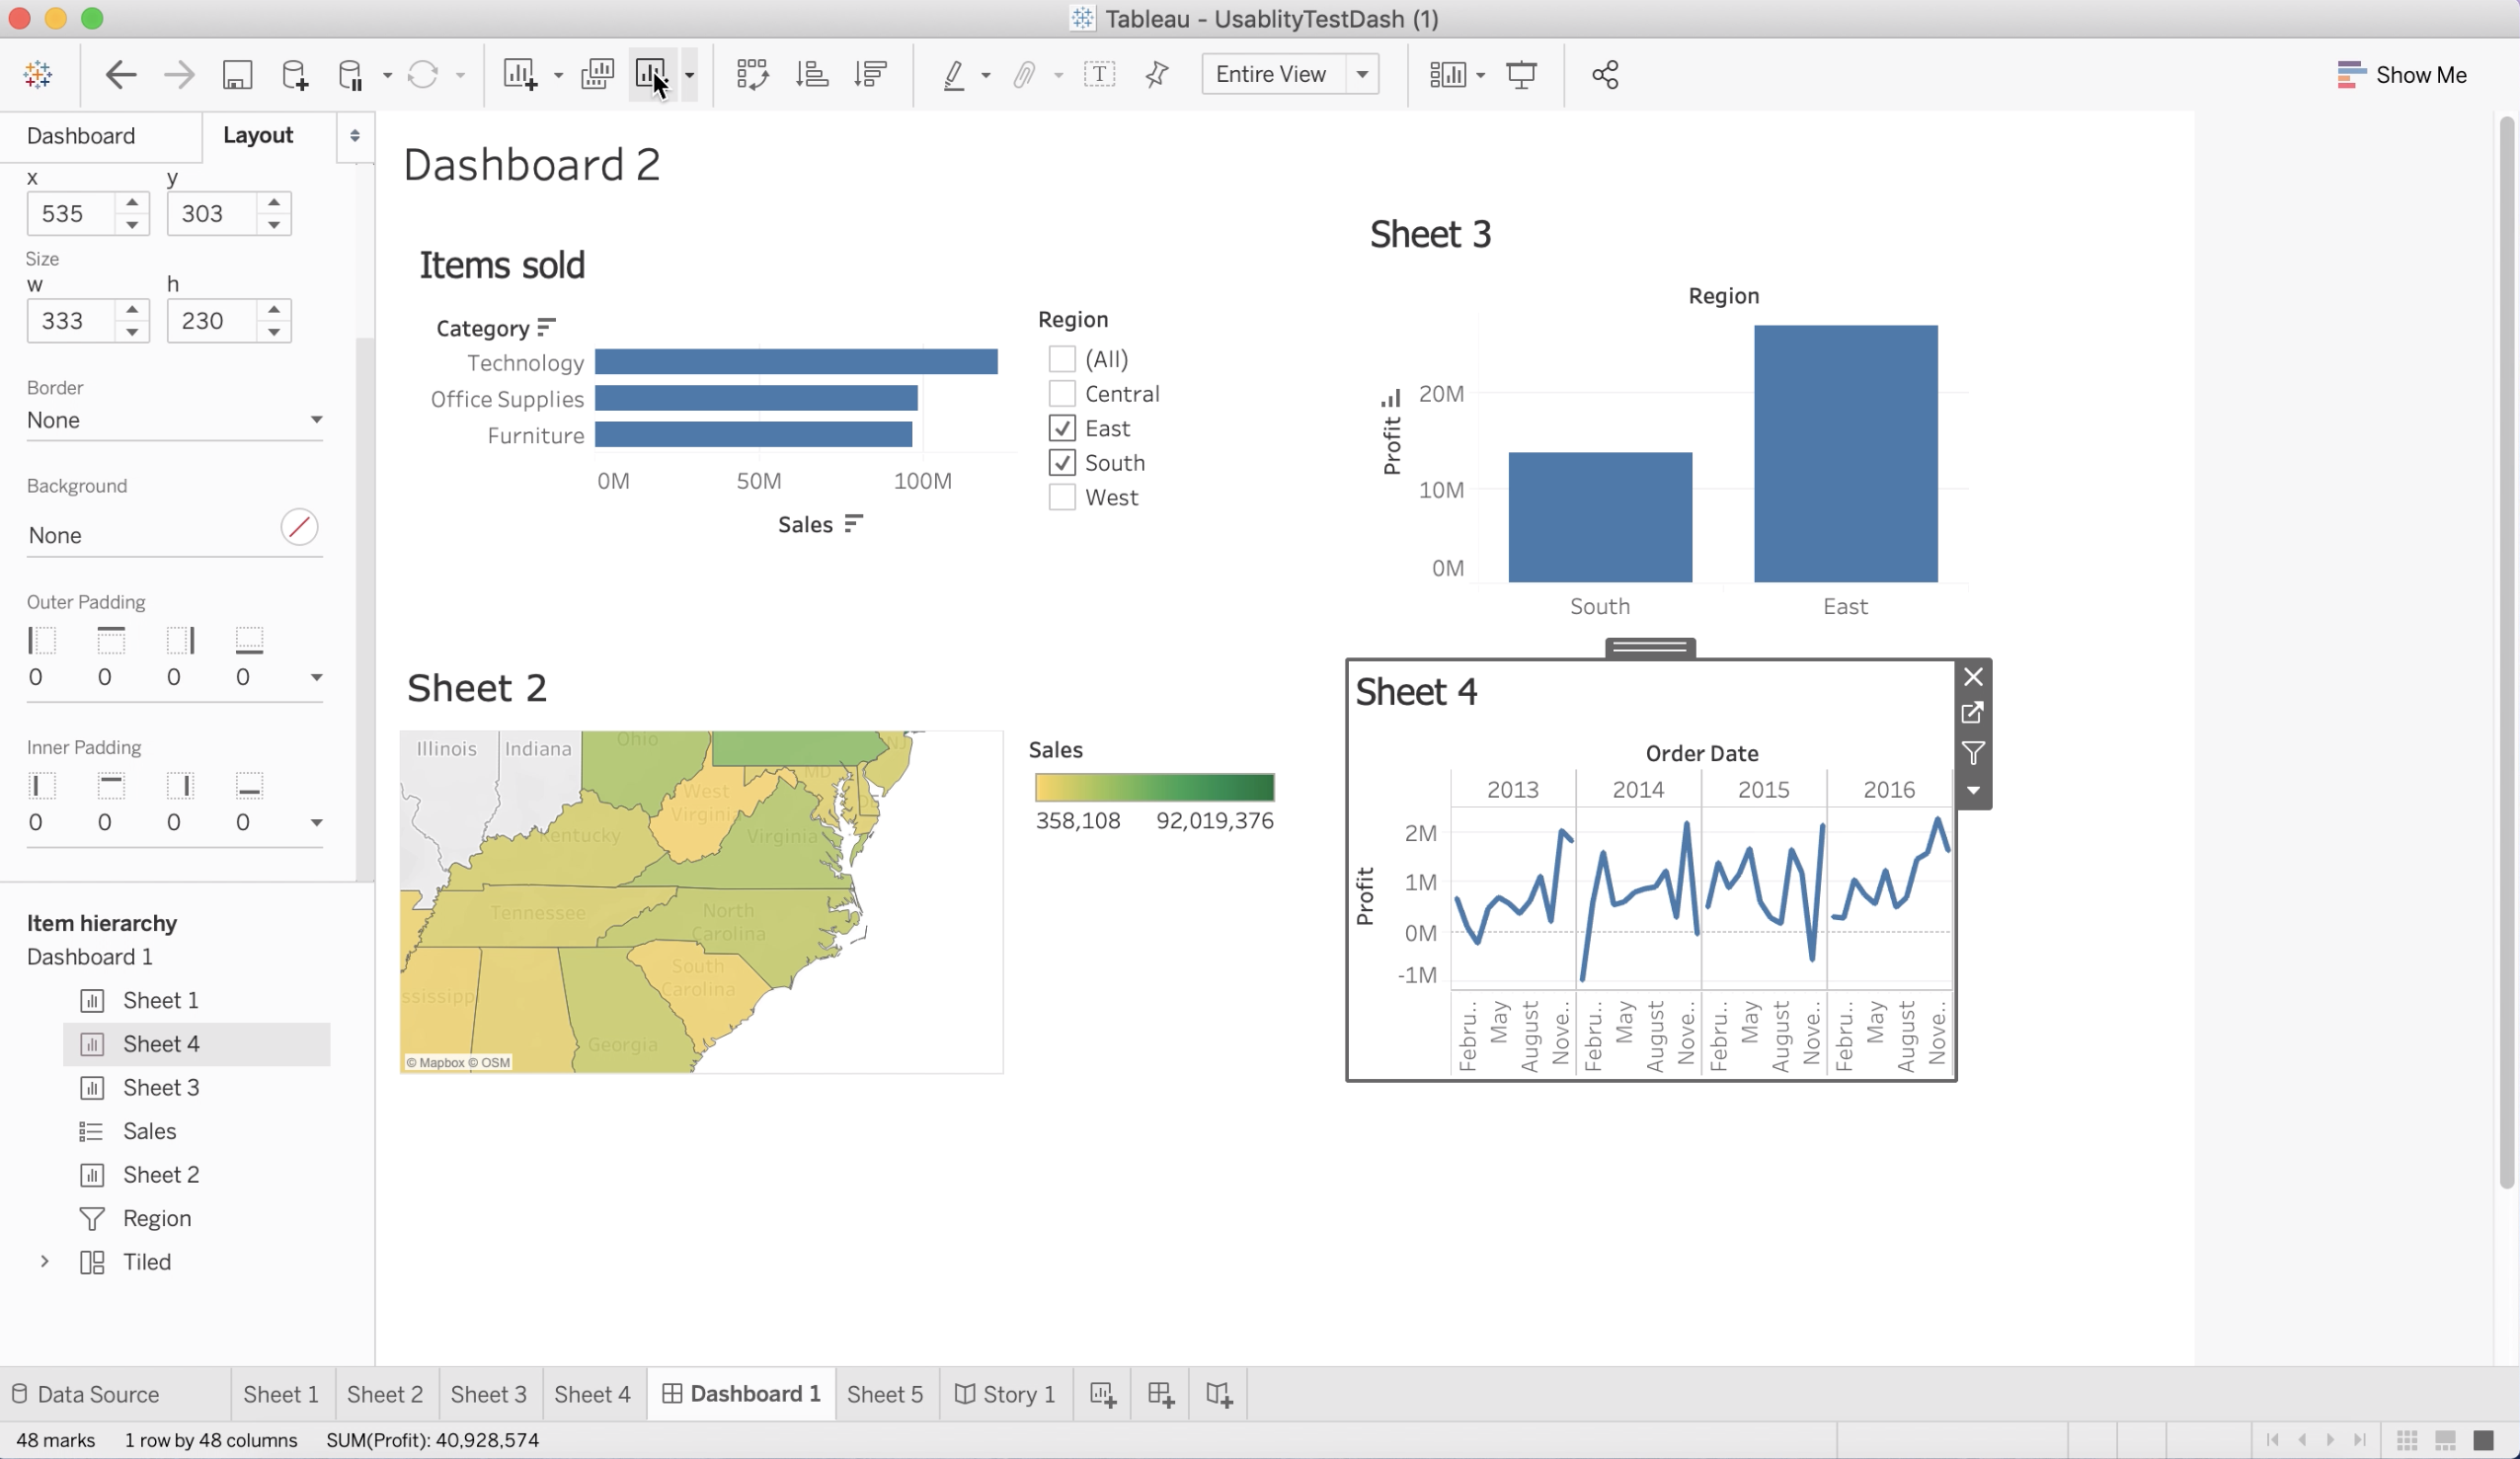 Tableau - UsablityTestDash (1)
Entire View
Show Me
Dashboard
Layout
x
y
535
303
Size
w
h
333
230
Border
None
Background
None
Outer Padding
0 0 0 0
Inner Padding
0 0 0 0
Item hierarchy
Dashboard 1
Sheet 1
Sheet 4
Sheet 3
Sales
Sheet 2
Region
Tiled
Dashboard 2
Items sold
Category
Technology
Office Supplies
Furniture
0M 50M 100M
Sales
Region
(All)
Central
East
South
West
Sheet 3
Region
Profit
20M
10M
0M
South East
Sheet 2
Illinois Indiana Ohio NJ
MD
West
Virginia
DE
Kentucky Virginia
Tennessee
North
Carolina
South
Carolina
ssissipp
Georgia
© Mapbox © OSM
Sales
358,108 92,019,376
Sheet 4
Order Date
2013 2014 2015 2016
Profit
2M
1M
0M
-1M
Febru.. May August Nove.. Febru.. May August Nove.. Febru.. May August Nove.. Febru.. May August Nove..
Data Source Sheet 1 Sheet 2 Sheet 3 Sheet 4 Dashboard 1 Sheet 5 Story 1
48 marks 1 row by 48 columns SUM(Profit): 40,928,574